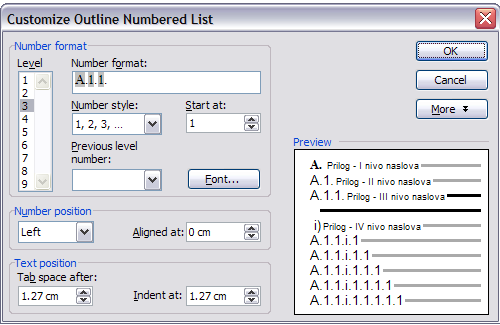 Customize Outline Numbered List
Number format
Level
1
2
3
4
5
6
7
8
9
Number format:
A.1.1.
Number style:
1, 2, 3, ...
Start at:
1
Previous level
number:
Font...
OK
Cancel
More
Number position
Left
Aligned at: 0 cm
Text position
Tab space after:
1.27 cm
Indent at: 1.27 cm
Preview
A. Prilog - I nivo naslova
A.1. Prilog - II nivo naslova
A.1.1. Prilog - III nivo naslova
i) Prilog - IV nivo naslova
A.1.1.i.1
A.1.1.i.1.1
A.1.1.i.1.1.1
A.1.1.i.1.1.1.1
A.1.1.i.1.1.1.1.1